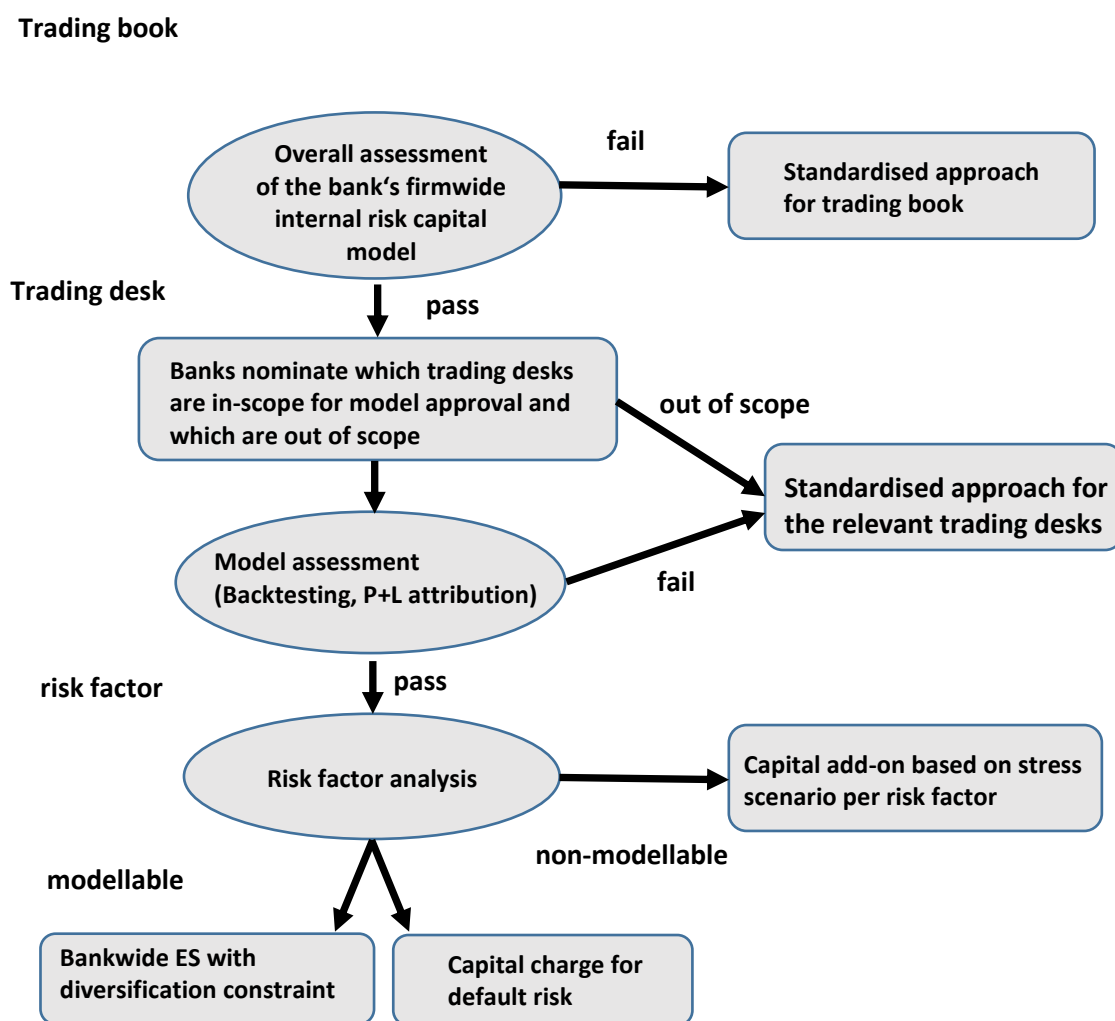 Trading book
Overall assessment
of the bank‘s firmwide
internal risk capital
model
fail
Standardised approach
for trading book
Trading desk
pass
Banks nominate which trading desks
are in-scope for model approval and
which are out of scope
out of scope
Standardised approach for
the relevant trading desks
Model assessment
(Backtesting, P+L attribution)
fail
risk factor
pass
Risk factor analysis
Capital add-on based on stress
scenario per risk factor
non-modellable
modellable
Bankwide ES with
diversification constraint
Capital charge for
default risk